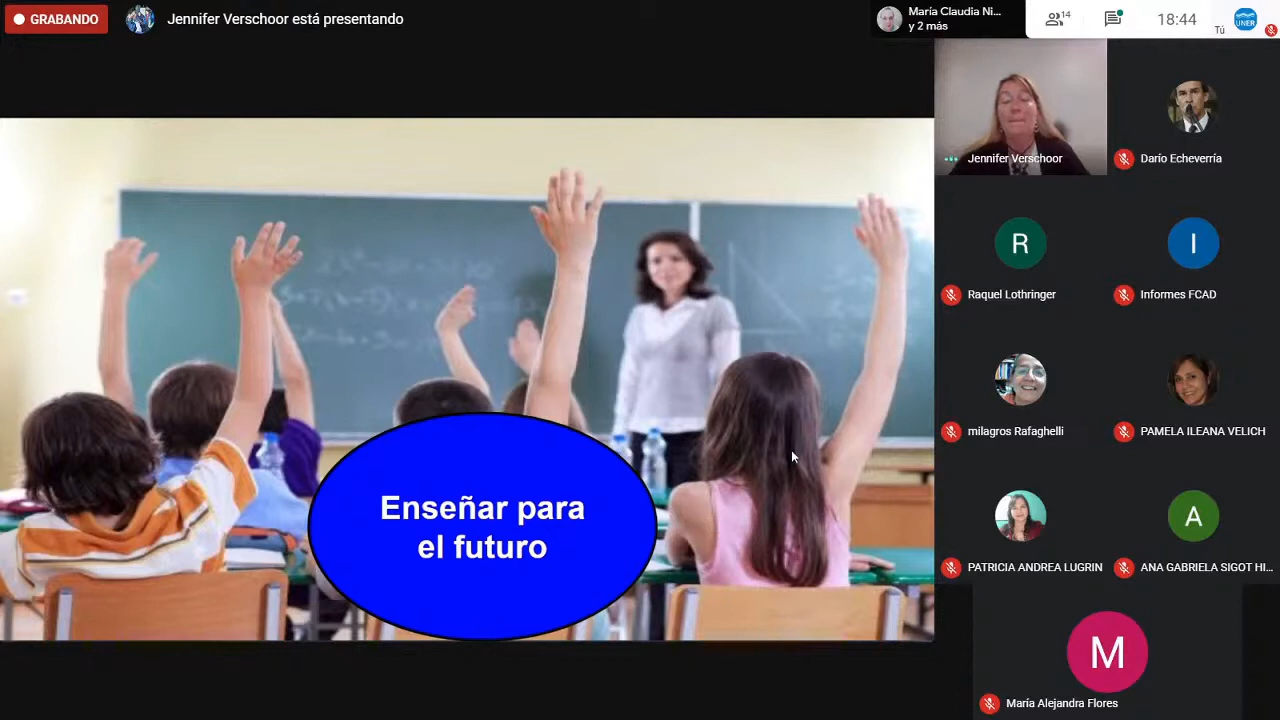 GRABANDO
Jennifer Verschoor está presentando
María Claudia Ni...
y 2 más
14
18:44
Tú
UNER
Jennifer Verschoor
Darío Echeverría
R
I
Raquel Lothringer
Informes FCAD
milagros Rafaghelli
PAMELA ILEANA VELICH
A
PATRICIA ANDREA LUGRIN
ANA GABRIELA SIGOT HI...
M
María Alejandra Flores
Enseñar para
el futuro